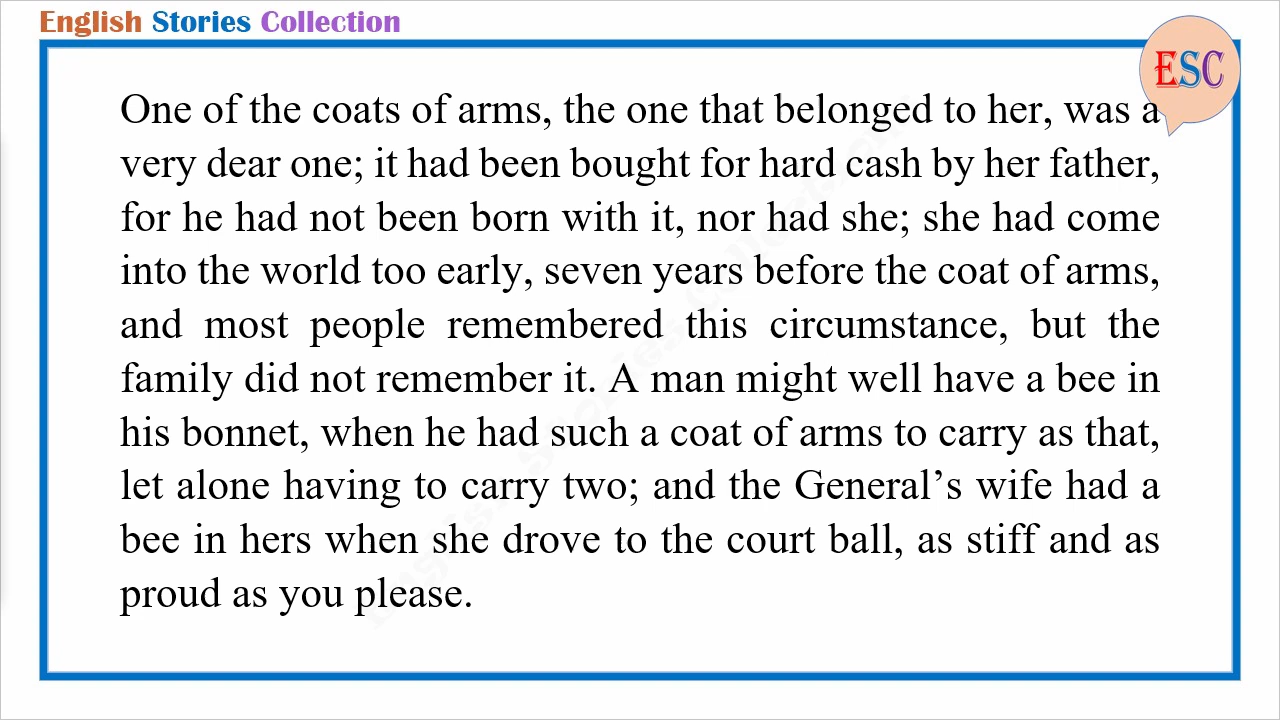 English Stories Collection
ESC
One of the coats of arms, the one that belonged to her, was a
very dear one; it had been bought for hard cash by her father,
for he had not been born with it, nor had she; she had come
into the world too early, seven years before the coat of arms,
and most people remembered this circumstance, but the
family did not remember it. A man might well have a bee in
his bonnet, when he had such a coat of arms to carry as that,
let alone having to carry two; and the General’s wife had a
bee in hers when she drove to the court ball, as stiff and as
proud as you please.
English Stories Collection